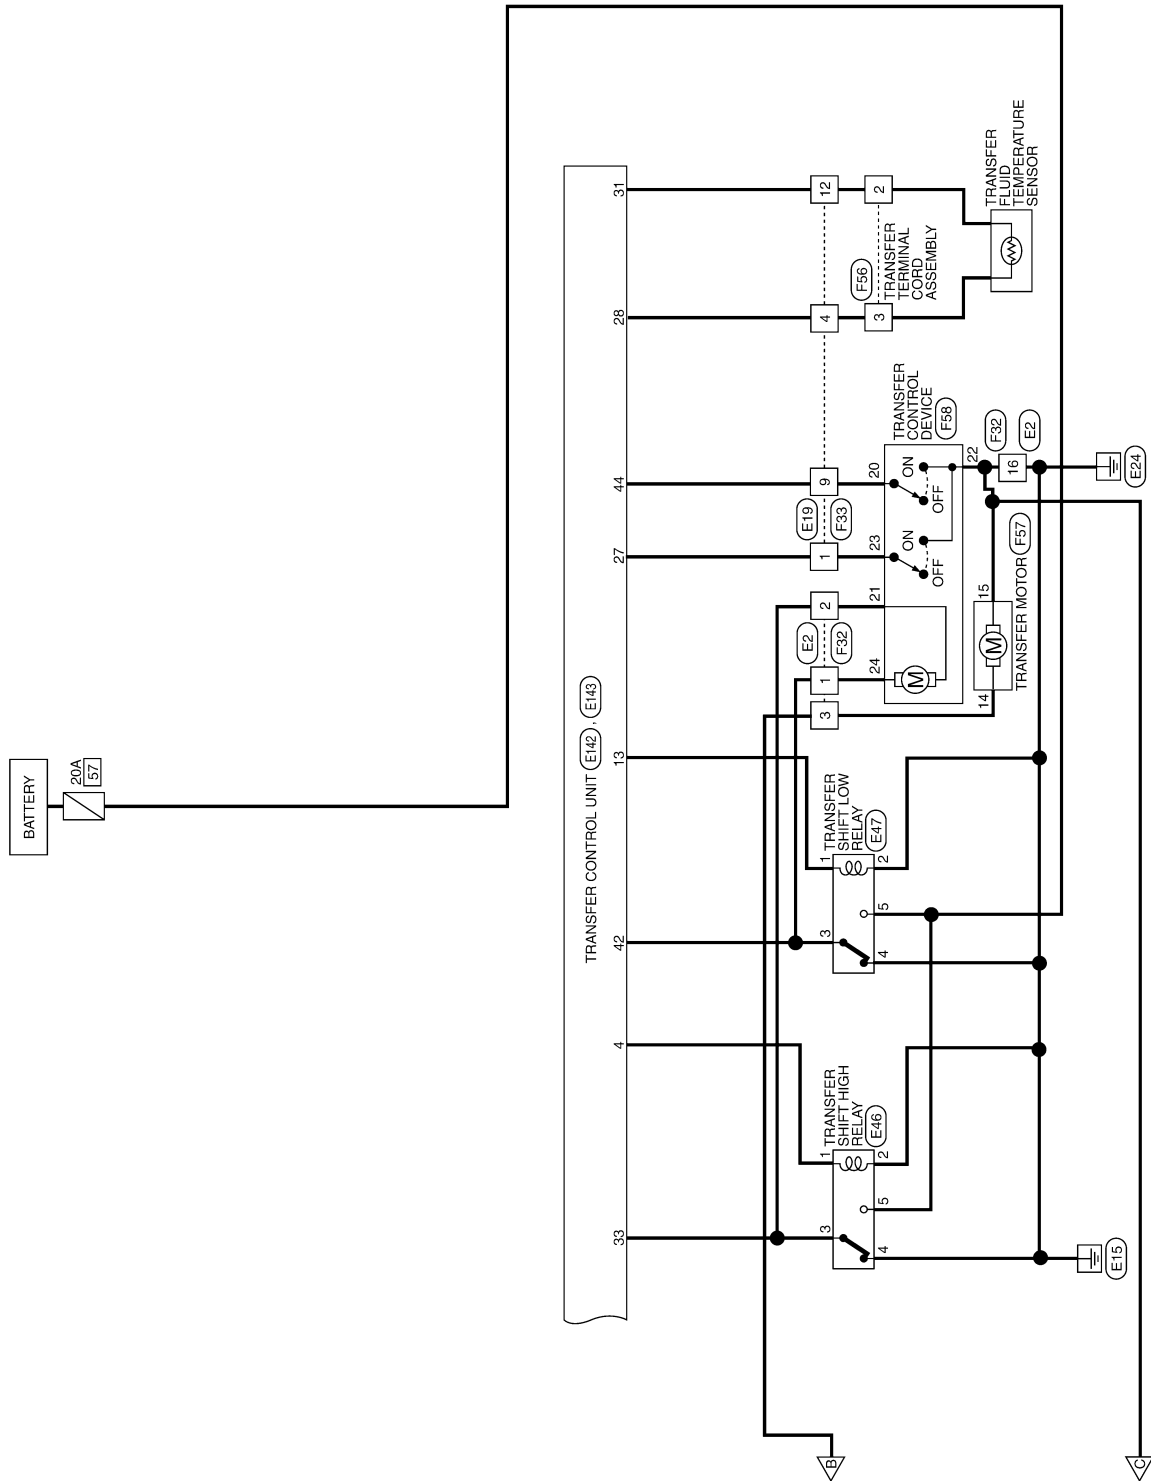 BATTERY
20A
57
TRANSFER CONTROL UNIT E142 , E143
33
4
42
13
27
44
28
31
3
1
2
1
9
4
12
E2
F32
E19
F33
F56
3
2
TRANSFER
TERMINAL
CORD
ASSEMBLY
TRANSFER
FLUID
TEMPERATURE
SENSOR
TRANSFER
SHIFT HIGH
RELAY
E46
3
1
4
5
2
TRANSFER
SHIFT LOW
RELAY
E47
3
1
4
5
2
24
21
23
20
22
M
OFF
ON
OFF
ON
TRANSFER
CONTROL
DEVICE
F58
14
15
M
TRANSFER MOTOR
F57
F32
16
E2
E24
E15
B
C